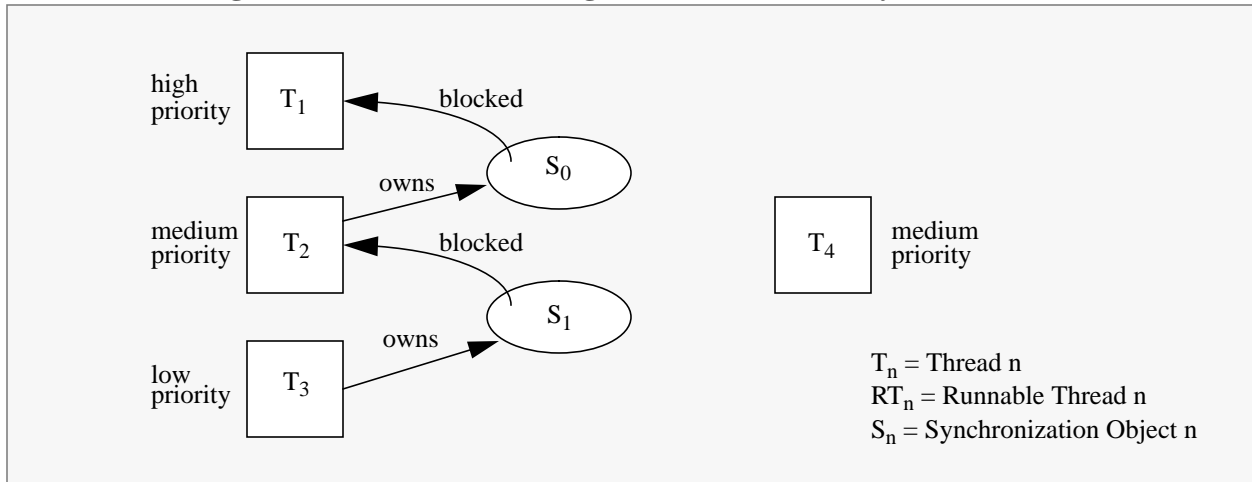 high
priority
T1
blocked
S0
owns
medium
priority
T2
blocked
T4
medium
priority
S1
owns
low
priority
T3
Tn = Thread n
RTn = Runnable Thread n
Sn = Synchronization Object n